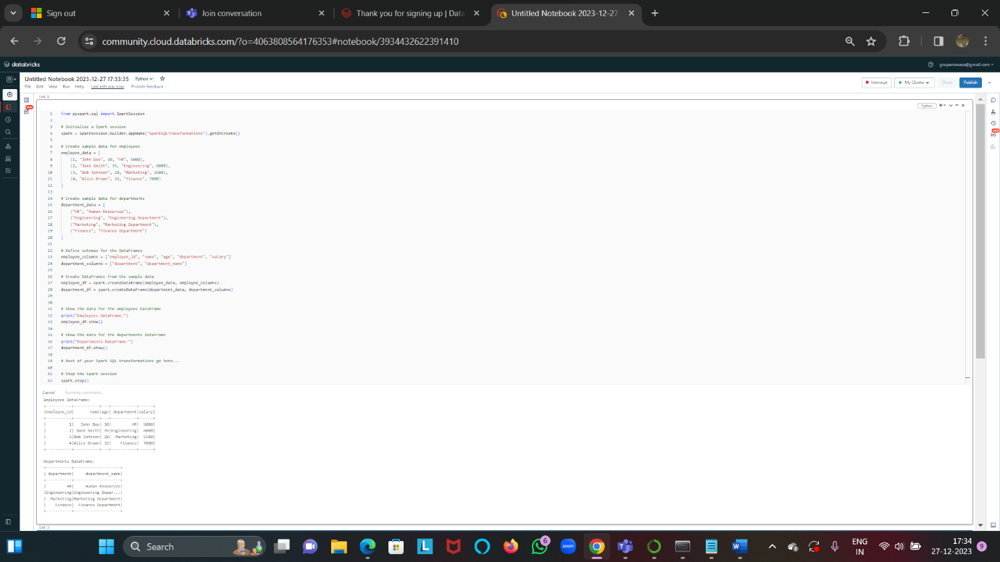 Sign out
Join conversation
Thank you for signing up | Data
Untitled Notebook 2023-12-27
community.cloud.databricks.com/?o=4063808564176353#notebook/3934432622391410
databricks
Untitled Notebook 2023-12-27 17:33:35 Python
File Edit View Run Help Last edit was now Provide feedback
Interrupt My Cluster Share Publish
Cmd 1
Python
1 from pyspark.sql import SparkSession
2
3 # Initialize a Spark session
4 spark = SparkSession.builder.appName("SparkSQLTransformations").getOrCreate()
5
6 # Create sample data for employees
7 employee_data = [
8 (1, "John Doe", 30, "HR", 5000),
9 (2, "Jane Smith", 35, "Engineering", 6000),
10 (3, "Bob Johnson", 28, "Marketing", 5500),
11 (4, "Alice Brown", 32, "Finance", 7000)
12 ]
13
14 # Create sample data for departments
15 department_data = [
16 ("HR", "Human Resources"),
17 ("Engineering", "Engineering Department"),
18 ("Marketing", "Marketing Department"),
19 ("Finance", "Finance Department")
20 ]
21
22 # Define schemas for the DataFrames
23 employee_columns = ["employee_id", "name", "age", "department", "salary"]
24 department_columns = ["department", "department_name"]
25
26 # Create DataFrames from the sample data
27 employee_df = spark.createDataFrame(employee_data, employee_columns)
28 department_df = spark.createDataFrame(department_data, department_columns)
29
30
31 # Show the data for the employees DataFrame
32 print("Employees DataFrame:")
33 employee_df.show()
34
35 # Show the data for the departments DataFrame
36 print("Departments DataFrame:")
37 department_df.show()
38
39 # Rest of your Spark SQL transformations go here...
40
41 # Stop the Spark session
42 spark.stop()
Cancel Running command...
Employees DataFrame:
+-----------+-----------+---+-----------+------+
|employee_id|       name|age| department|salary|
+-----------+-----------+---+-----------+------+
|          1|   John Doe| 30|         HR|  5000|
|          2| Jane Smith| 35|Engineering|  6000|
|          3|Bob Johnson| 28|  Marketing|  5500|
|          4|Alice Brown| 32|    Finance|  7000|
+-----------+-----------+---+-----------+------+
Departments DataFrame:
+-----------+--------------------+
| department|     department_name|
+-----------+--------------------+
|         HR|     Human Resources|
|Engineering|Engineering Depar...|
|  Marketing|Marketing Department|
|    Finance|  Finance Department|
+-----------+--------------------+
Cmd 2
Search
6
zoom
ENG
IN
17:34
27-12-2023
9